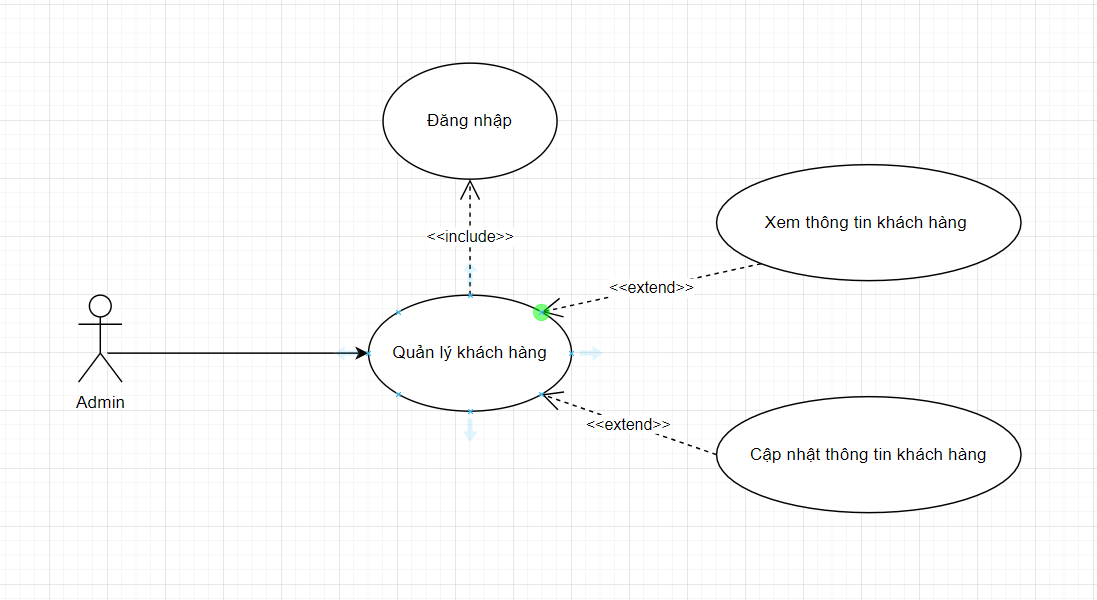 Đăng nhập
<<include>>
Xem thông tin khách hàng
<<extend>>
Quản lý khách hàng
Admin
<<extend>>
Cập nhật thông tin khách hàng